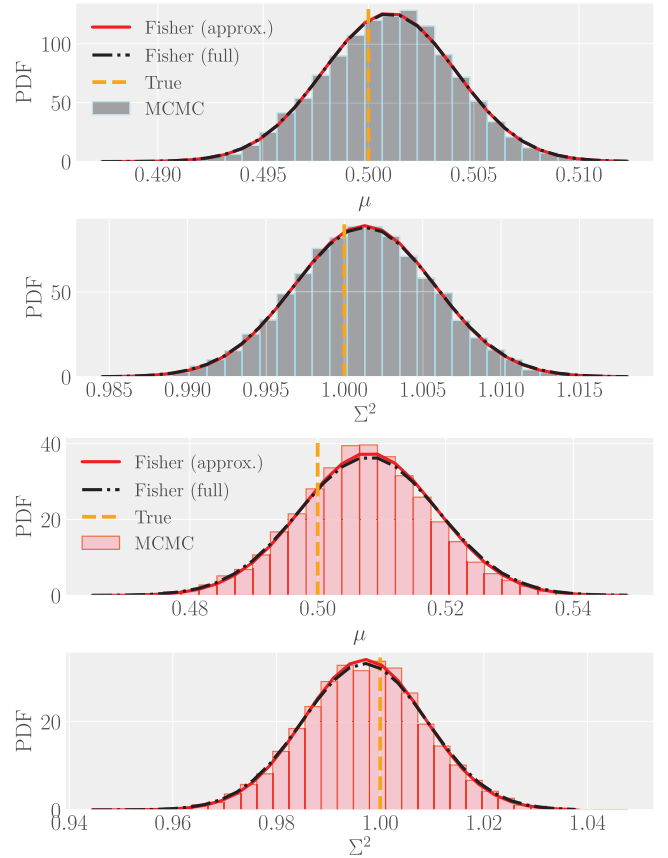 PDF
100
50
0
Fisher (approx.)
Fisher (full)
True
MCMC
0.490 0.495 0.500 0.505 0.510
μ
PDF
50
0
0.985 0.990 0.995 1.000 1.005 1.010 1.015
Σ²
PDF
40
20
0
Fisher (approx.)
Fisher (full)
True
MCMC
0.48 0.50 0.52 0.54
μ
PDF
20
0
0.94 0.96 0.98 1.00 1.02 1.04
Σ²